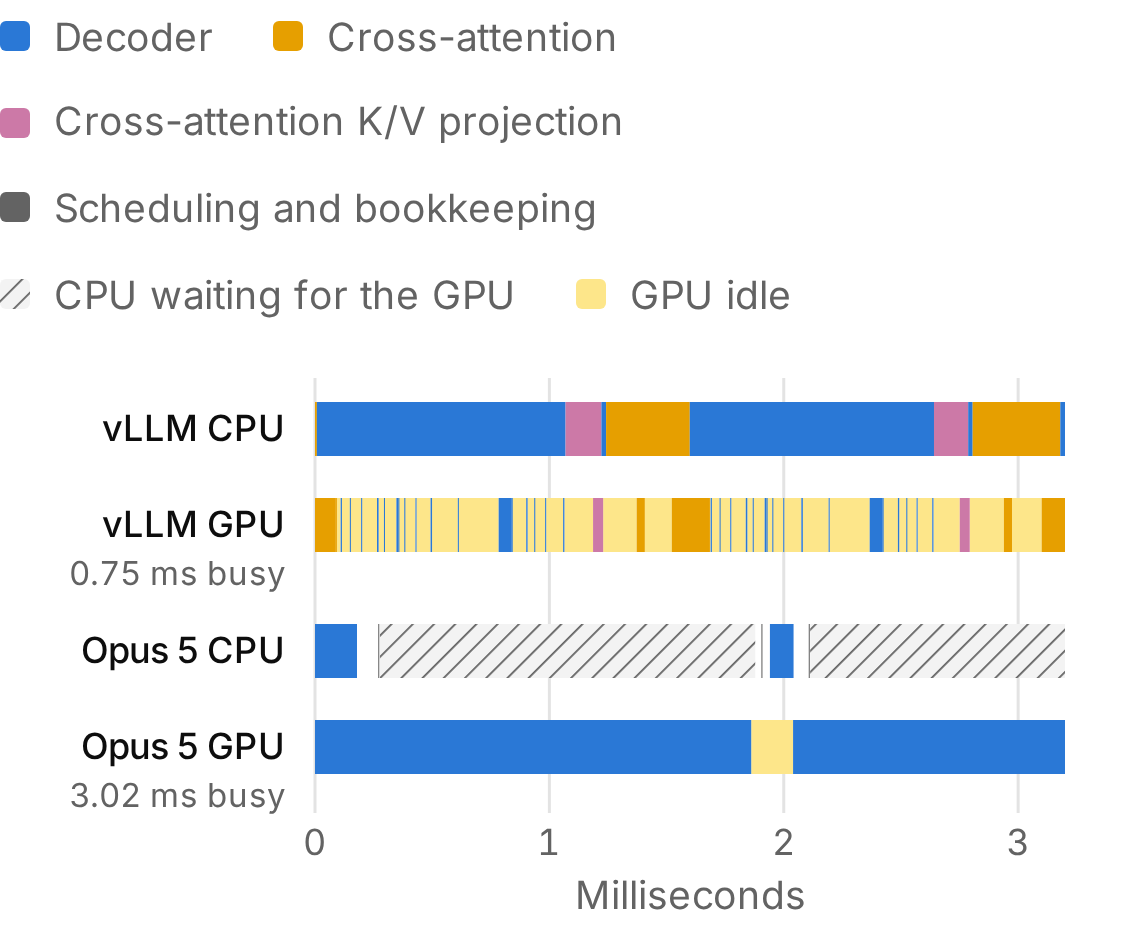 Decoder Cross-attention
Cross-attention K/V projection
Scheduling and bookkeeping
CPU waiting for the GPU GPU idle
vLLM CPU
vLLM GPU
0.75 ms busy
Opus 5 CPU
Opus 5 GPU
3.02 ms busy
0 1 2 3
Milliseconds